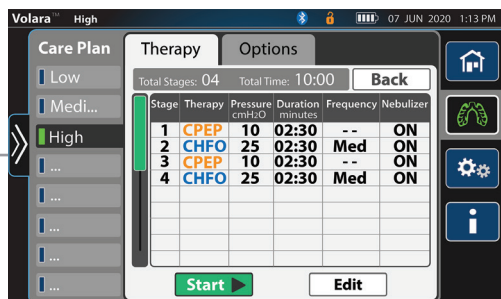 Volara™ High 07 JUN 2020 1:13 PM
Care Plan
Low
Medi...
High
...
...
...
...
...
Therapy Options
Total Stages: 04 Total Time: 10:00 Back
Stage Therapy Pressure cmH2O Duration minutes Frequency Nebulizer
1 CPEP 10 02:30 -- ON
2 CHFO 25 02:30 Med ON
3 CPEP 10 02:30 -- ON
4 CHFO 25 02:30 Med ON
Start Edit